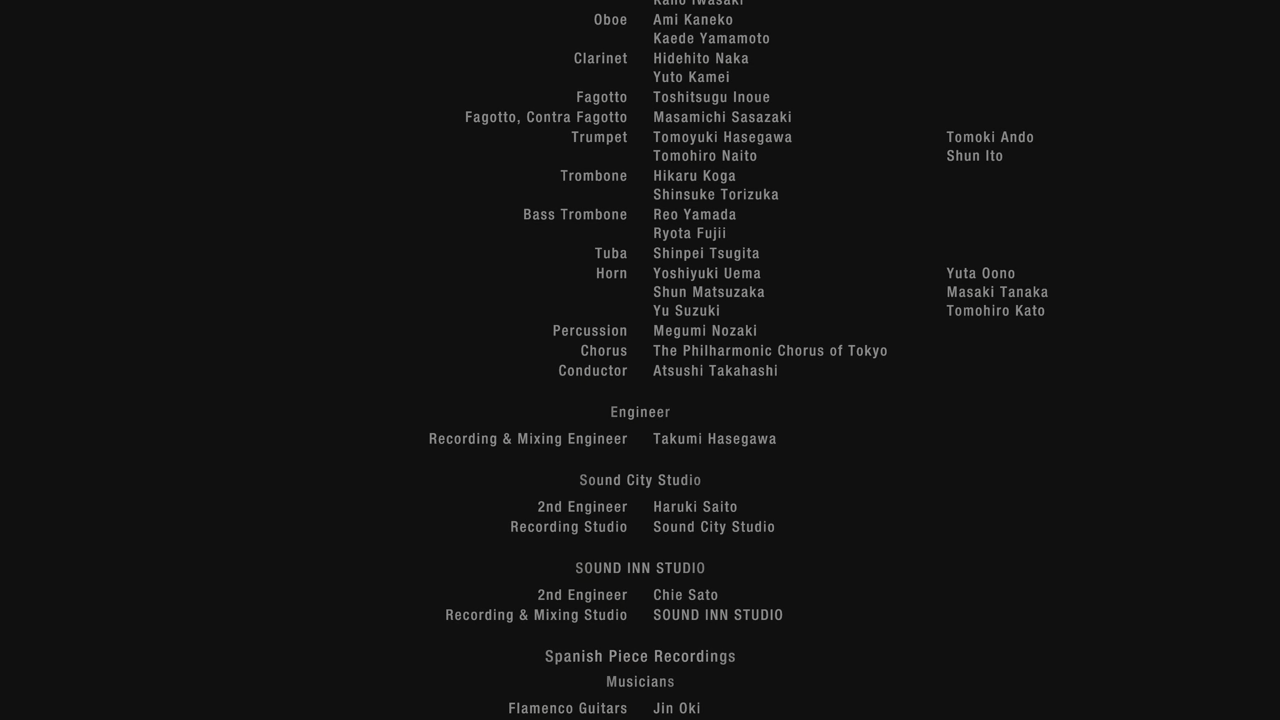 Kaho Iwasaki
Oboe Ami Kaneko
Kaede Yamamoto
Clarinet Hidehito Naka
Yuto Kamei
Fagotto Toshitsugu Inoue
Fagotto, Contra Fagotto Masamichi Sasazaki
Trumpet Tomoyuki Hasegawa Tomoki Ando
Tomohiro Naito Shun Ito
Trombone Hikaru Koga
Shinsuke Torizuka
Bass Trombone Reo Yamada
Ryota Fujii
Tuba Shinpei Tsugita
Horn Yoshiyuki Uema Yuta Oono
Shun Matsuzaka Masaki Tanaka
Yu Suzuki Tomohiro Kato
Percussion Megumi Nozaki
Chorus The Philharmonic Chorus of Tokyo
Conductor Atsushi Takahashi
Engineer
Recording & Mixing Engineer Takumi Hasegawa
Sound City Studio
2nd Engineer Haruki Saito
Recording Studio Sound City Studio
SOUND INN STUDIO
2nd Engineer Chie Sato
Recording & Mixing Studio SOUND INN STUDIO
Spanish Piece Recordings
Musicians
Flamenco Guitars Jin Oki